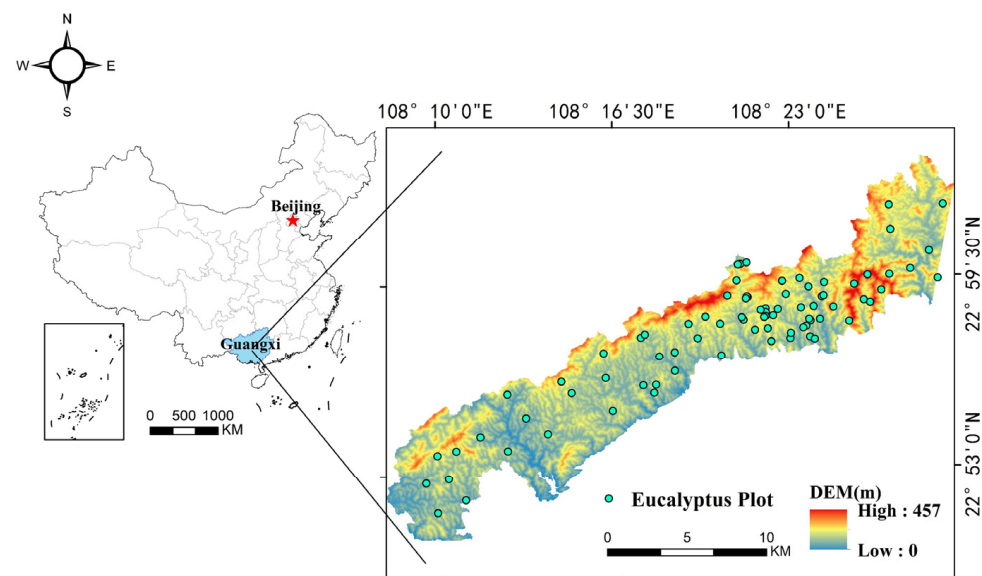 N
W E
S
108° 10'0"E 108° 16'30"E 108° 23'0"E
Beijing
Guangxi
22° 59'30"N
22° 53'0"N
0 500 1000
KM
Eucalyptus Plot
0 5 10
KM
DEM(m)
High : 457
Low : 0